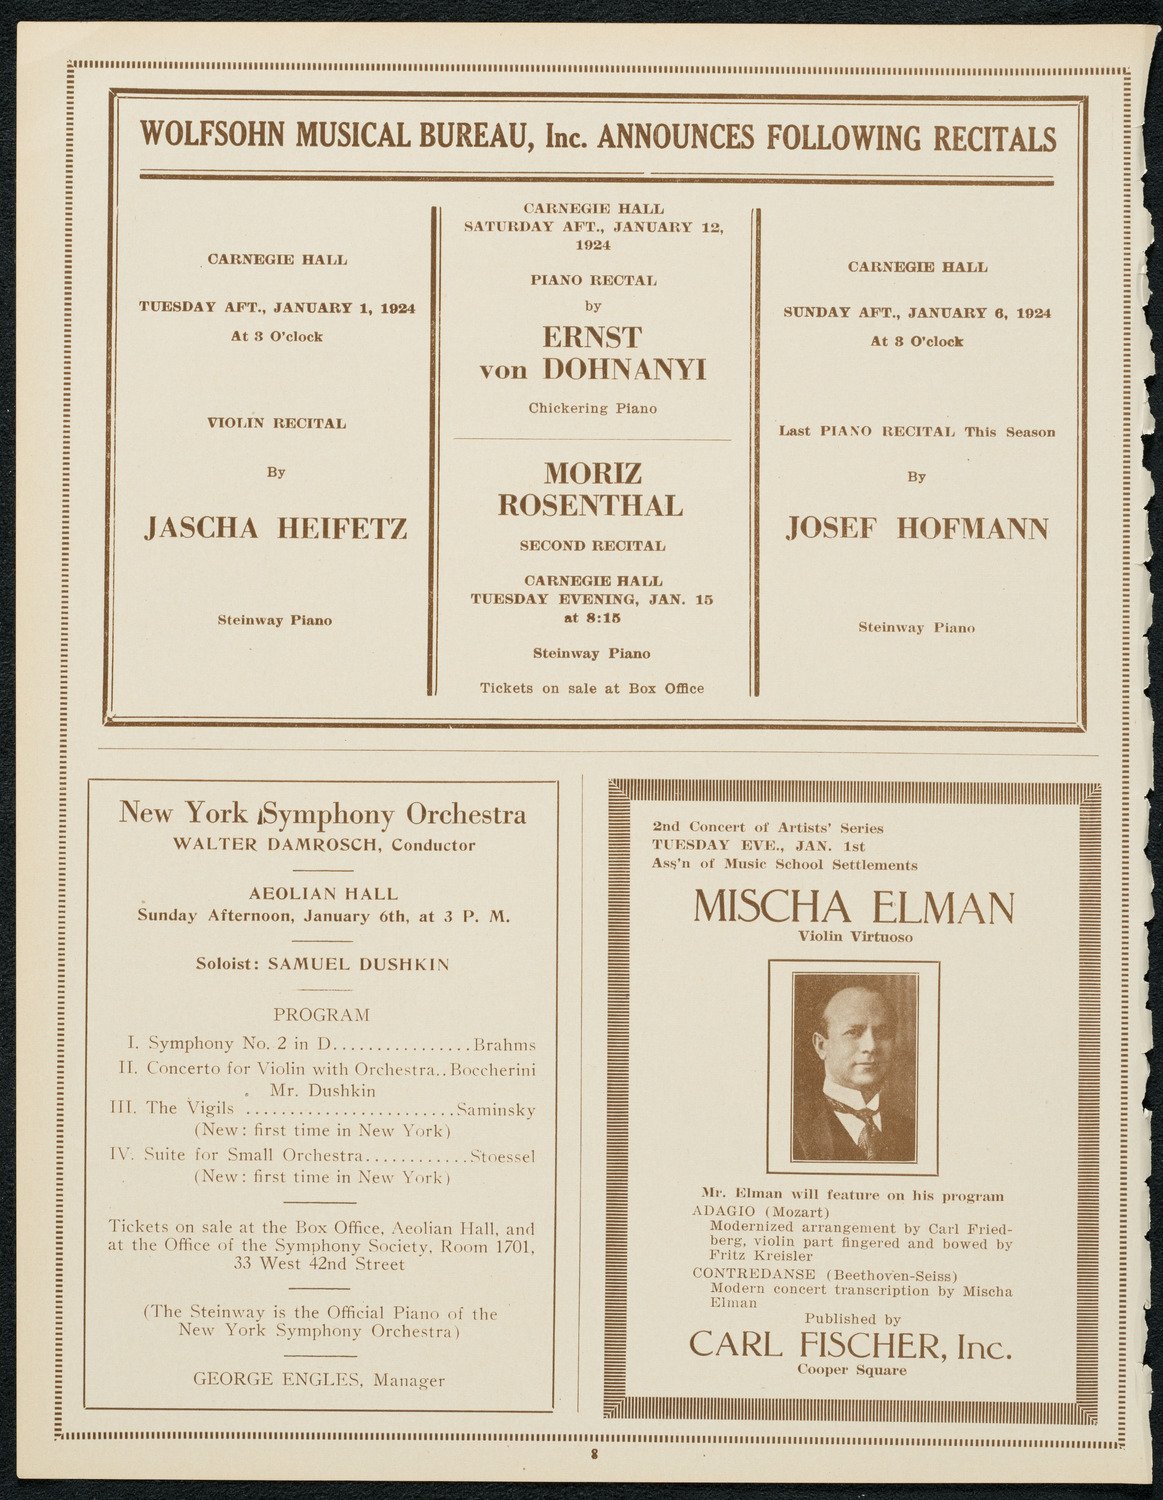 WOLFSOHN MUSICAL BUREAU, Inc. ANNOUNCES FOLLOWING RECITALS
CARNEGIE HALL
TUESDAY AFT., JANUARY 1, 1924
At 3 O'clock
VIOLIN RECITAL
By
JASCHA HEIFETZ
Steinway Piano
CARNEGIE HALL
SATURDAY AFT., JANUARY 12,
1924
PIANO RECTAL
by
ERNST
von DOHNANYI
Chickering Piano
MORIZ
ROSENTHAL
SECOND RECITAL
CARNEGIE HALL
TUESDAY EVENING, JAN. 15
at 8:15
Steinway Piano
Tickets on sale at Box Office
CARNEGIE HALL
SUNDAY AFT., JANUARY 6, 1924
At 3 O'clock
Last PIANO RECITAL This Season
By
JOSEF HOFMANN
Steinway Piano
New York Symphony Orchestra
WALTER DAMROSCH, Conductor
AEOLIAN HALL
Sunday Afternoon, January 6th, at 3 P. M.
Soloist: SAMUEL DUSHKIN
PROGRAM
I. Symphony No. 2 in D................Brahms
II. Concerto for Violin with Orchestra..Boccherini
Mr. Dushkin
III. The Vigils ........................Saminsky
(New: first time in New York)
IV. Suite for Small Orchestra............Stoessel
(New: first time in New York)
Tickets on sale at the Box Office, Aeolian Hall, and
at the Office of the Symphony Society, Room 1701,
33 West 42nd Street
(The Steinway is the Official Piano of the
New York Symphony Orchestra)
GEORGE ENGLES, Manager
2nd Concert of Artists' Series
TUESDAY EVE., JAN. 1st
Ass'n of Music School Settlements
MISCHA ELMAN
Violin Virtuoso
Mr. Elman will feature on his program
ADAGIO (Mozart)
Modernized arrangement by Carl Fried-
berg, violin part fingered and bowed by
Fritz Kreisler
CONTREDANSE (Beethoven-Seiss)
Modern concert transcription by Mischa
Elman
Published by
CARL FISCHER, Inc.
Cooper Square
8